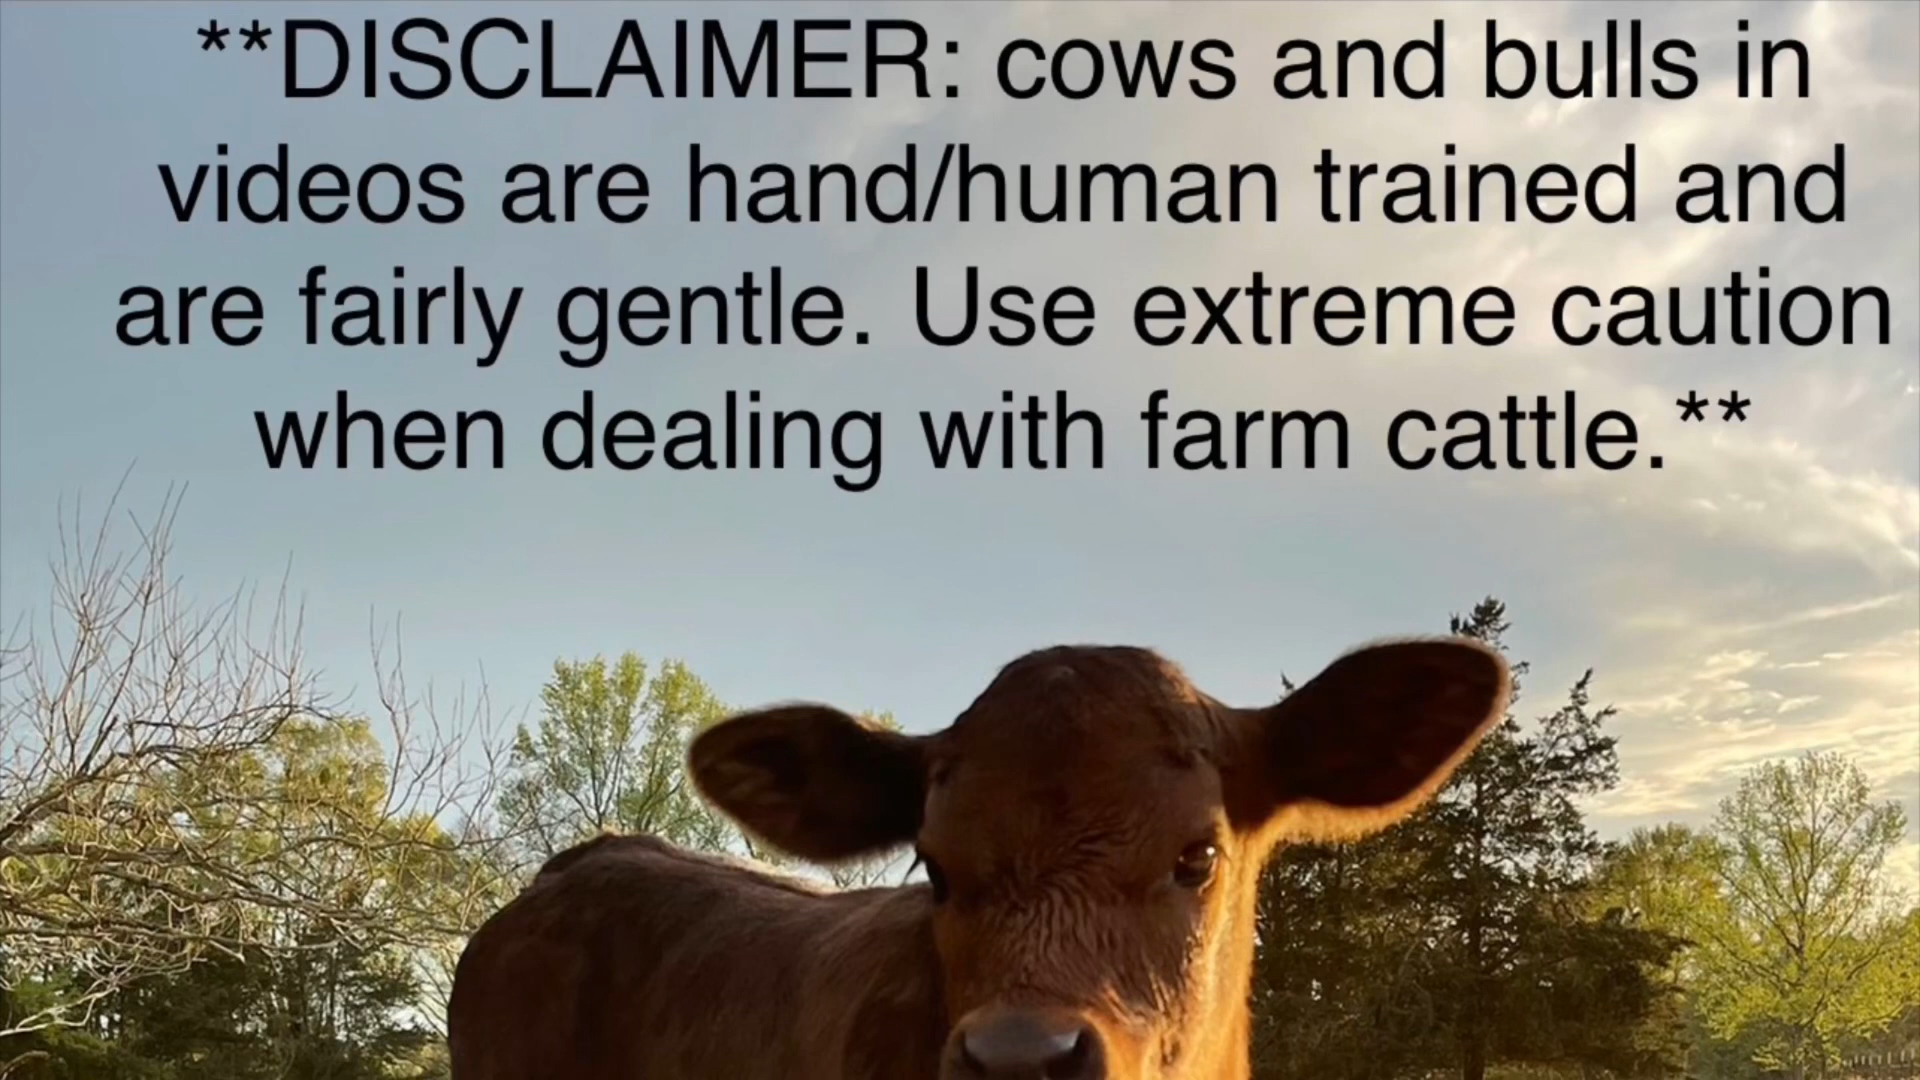 **DISCLAIMER: cows and bulls in
videos are hand/human trained and
are fairly gentle. Use extreme caution
when dealing with farm cattle.**